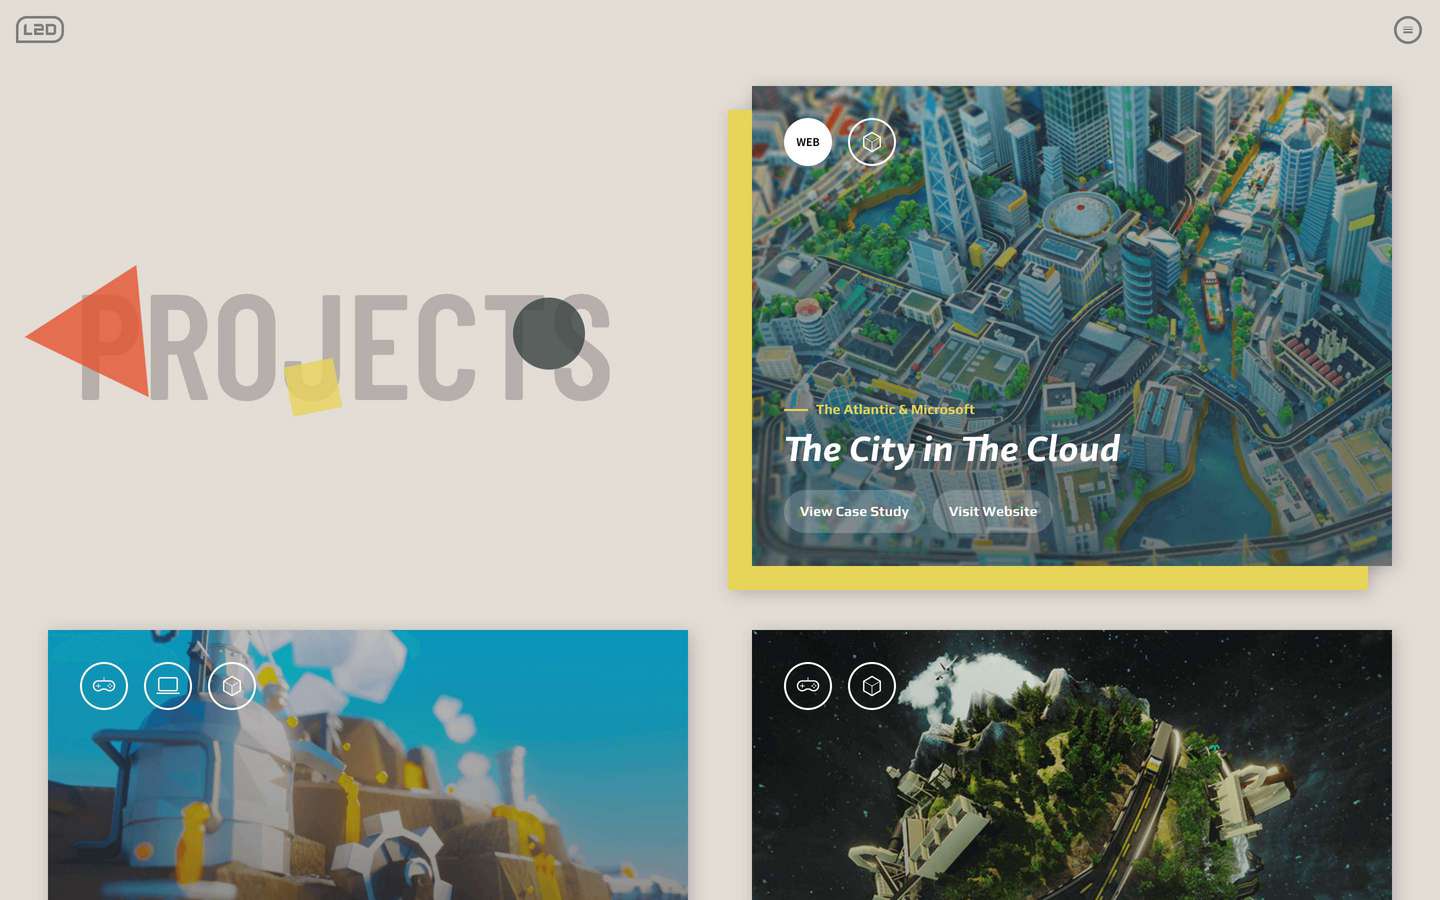 L2D
PROJECTS
WEB
The Atlantic & Microsoft
The City in The Cloud
View Case Study
Visit Website